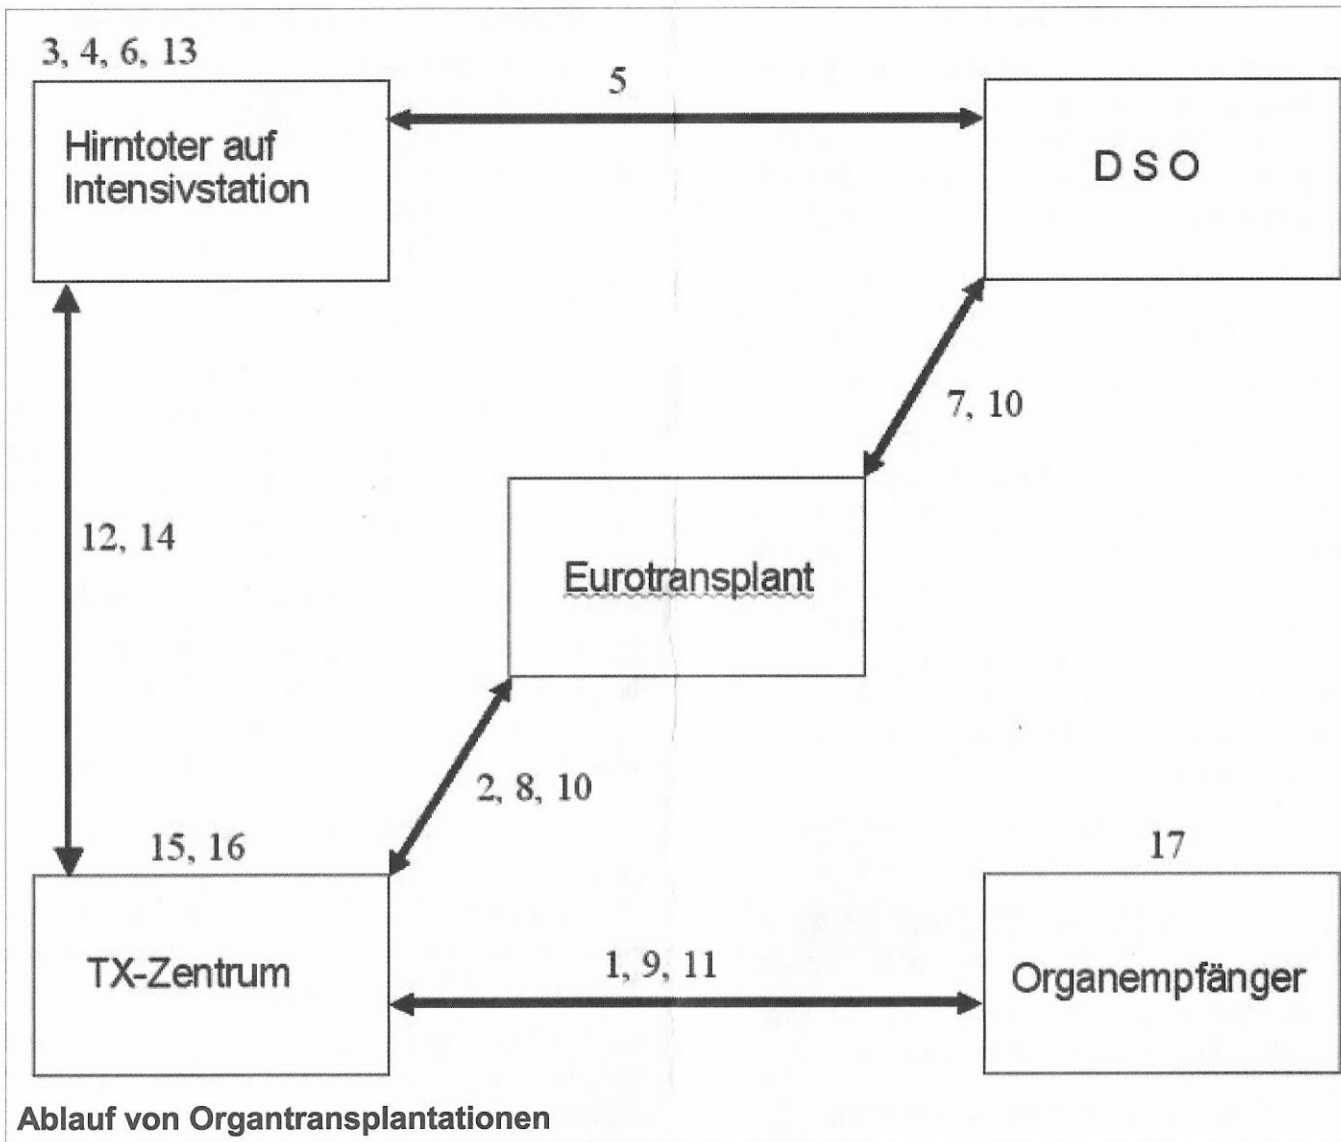 3, 4, 6, 13
5
Hirntoter auf
Intensivstation
D S O
7, 10
12, 14
Eurotransplant
2, 8, 10
15, 16
17
TX-Zentrum
1, 9, 11
Organempfänger
Ablauf von Organtransplantationen